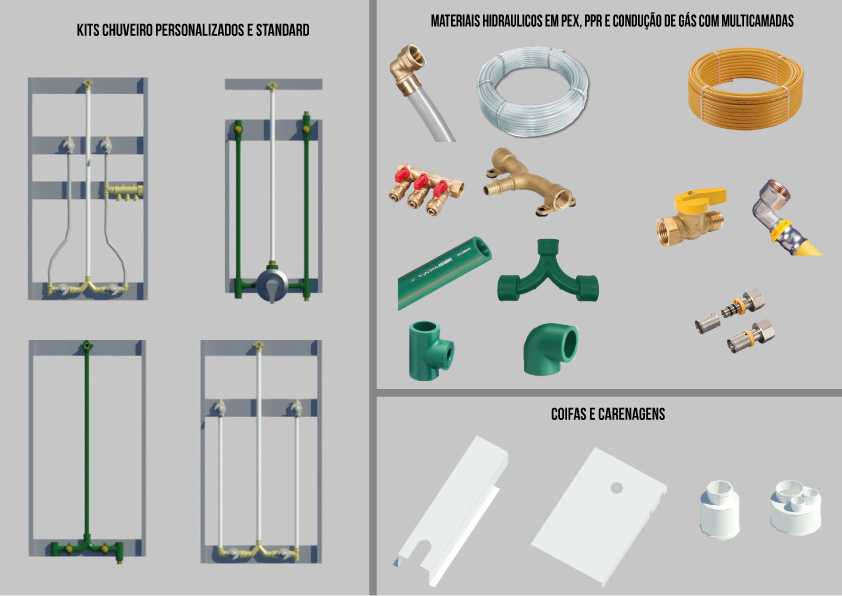 KITS CHUVEIRO PERSONALIZADOS E STANDARD
MATERIAIS HIDRAULICOS EM PEX, PPR E CONDUÇÃO DE GÁS COM MULTICAMADAS
COIFAS E CARENAGENS